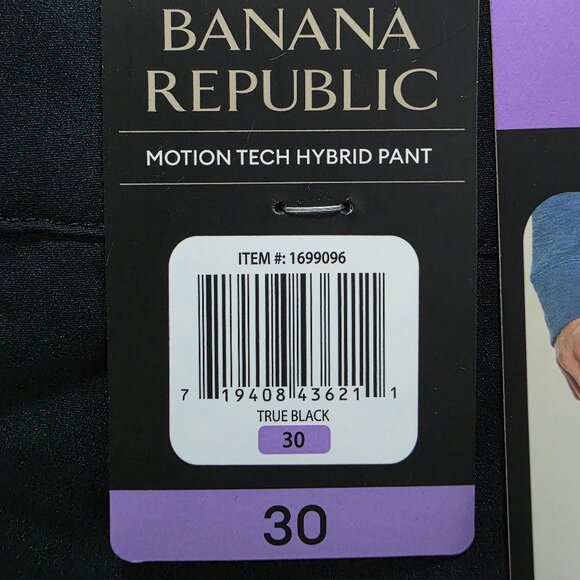 BANANA
REPUBLIC
MOTION TECH HYBRID PANT
ITEM #: 1699096
7 19408 43621 1
TRUE BLACK
30
30